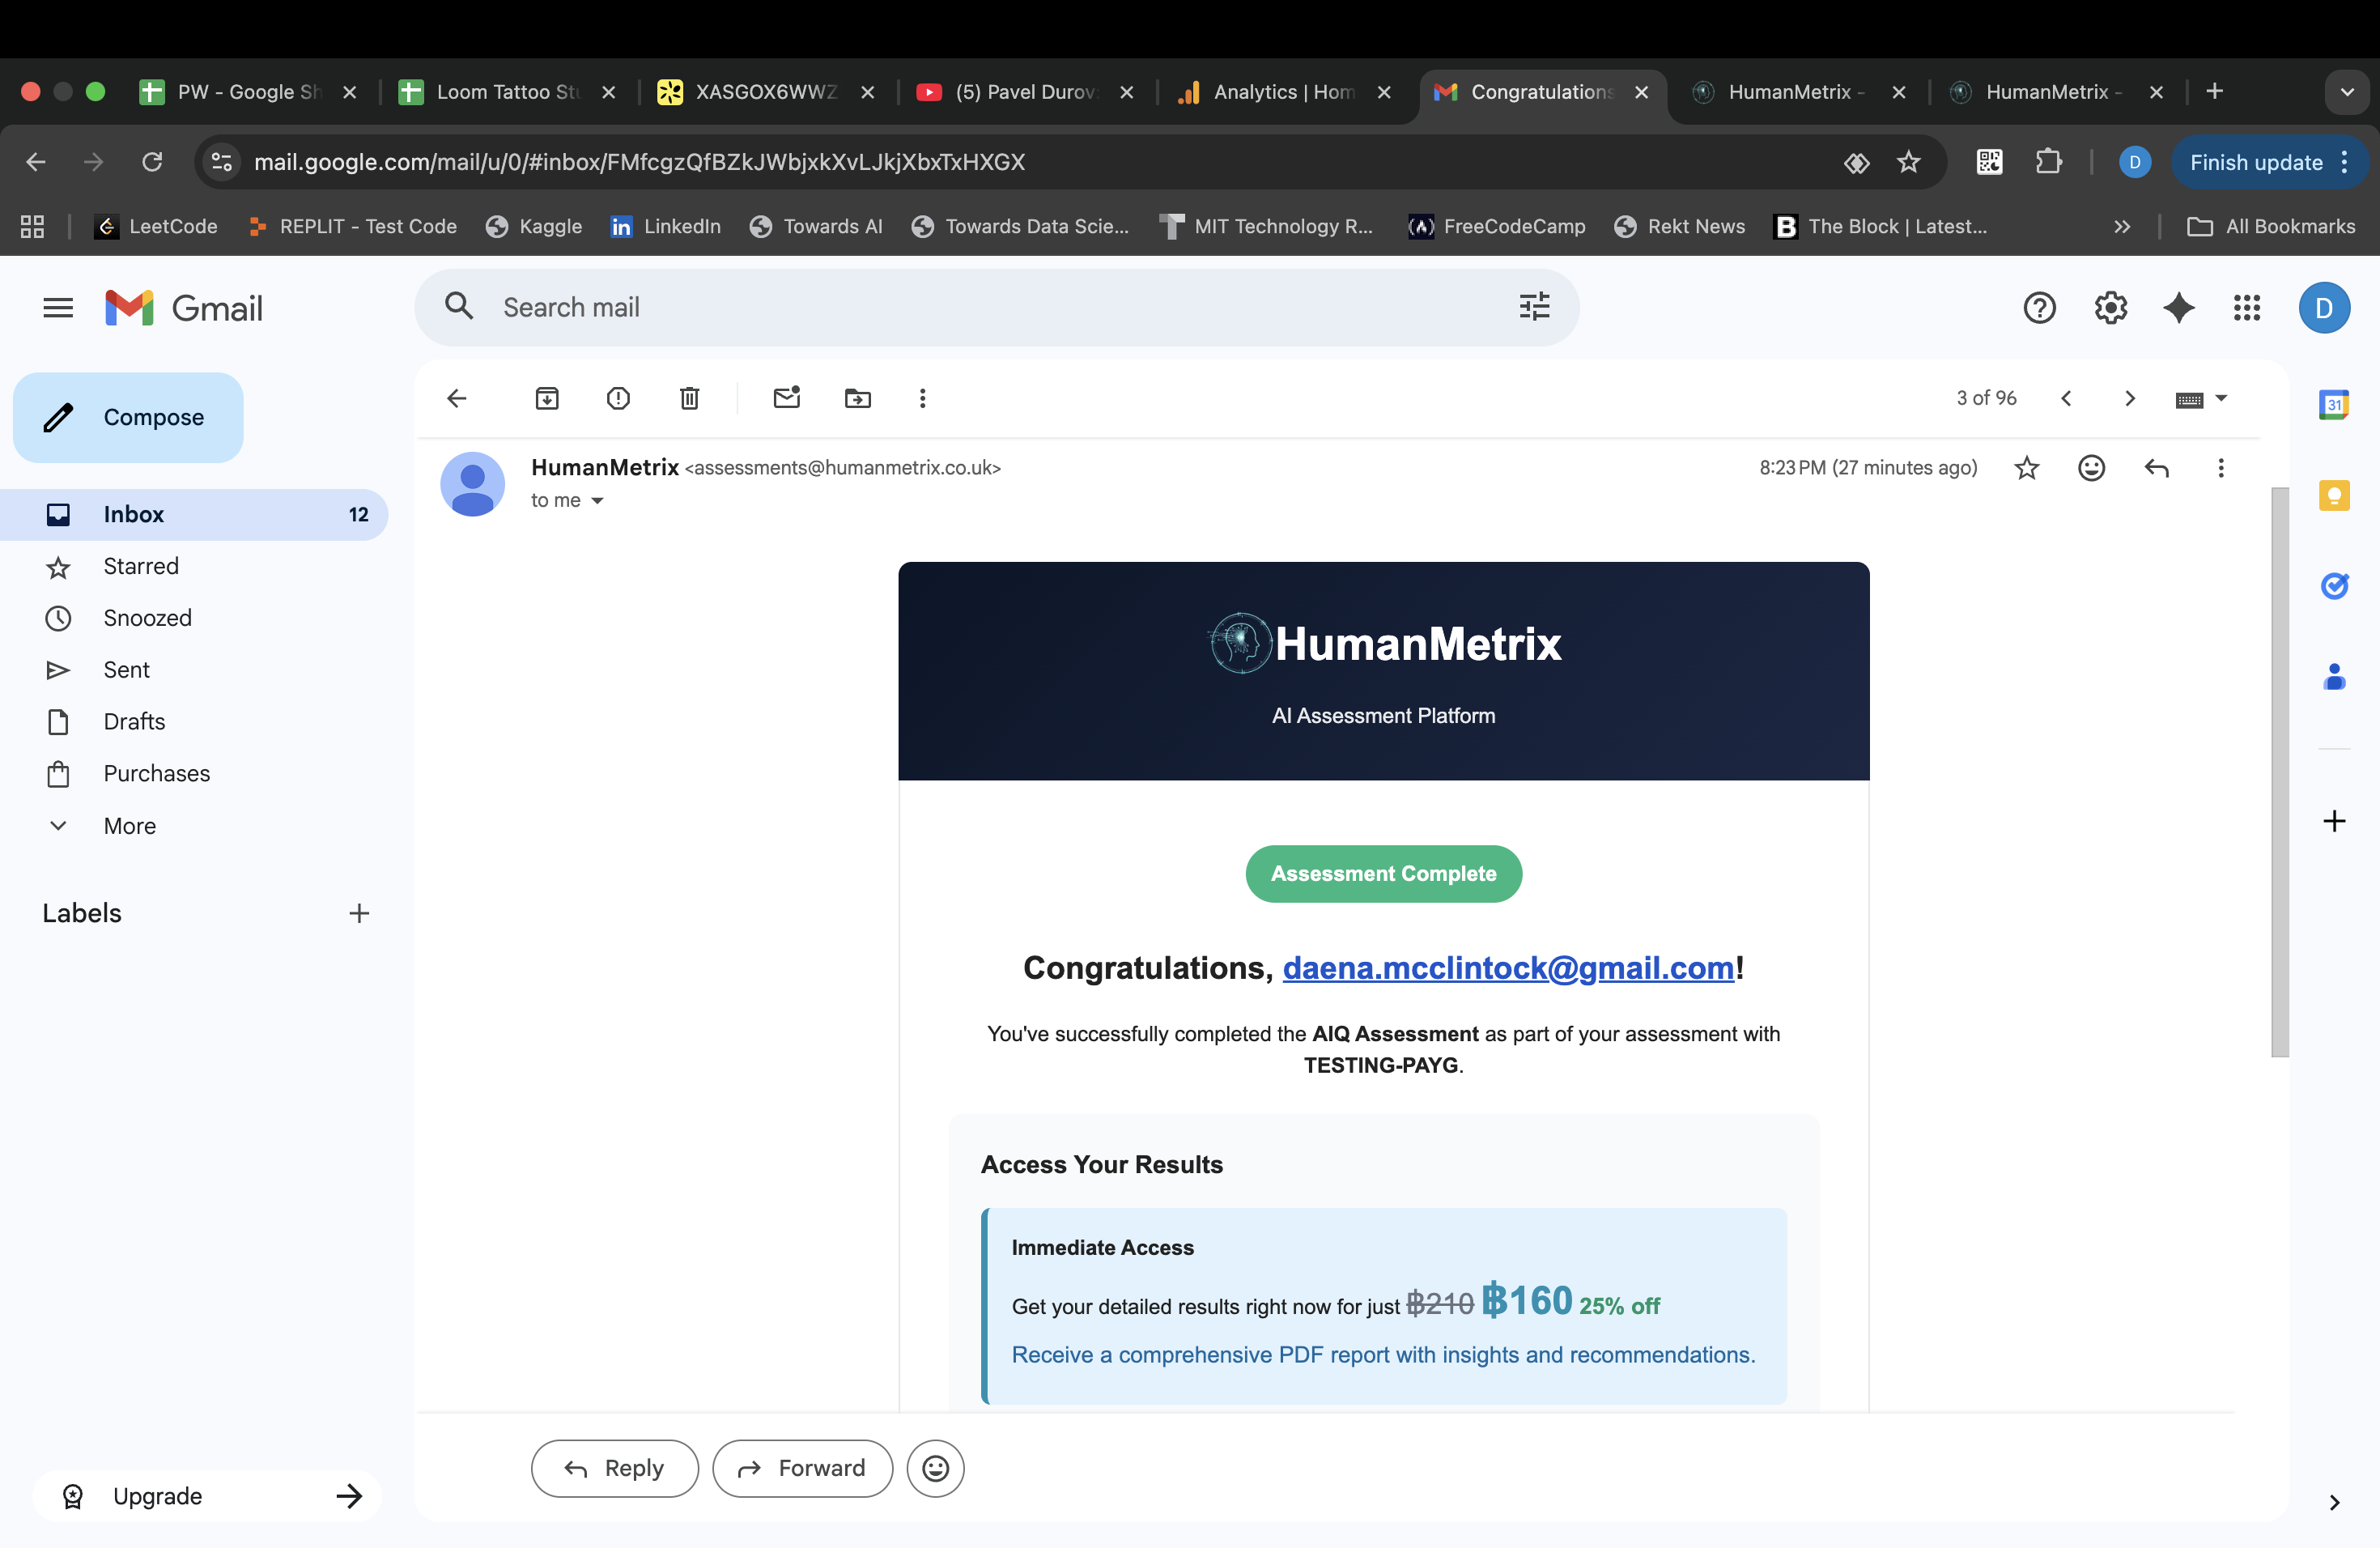 PW - Google Sh
Loom Tattoo Stu
XASGOX6WWZ
(5) Pavel Durov:
Analytics | Hom
Congratulations
HumanMetrix -
HumanMetrix -
mail.google.com/mail/u/0/#inbox/FMfcgzQfBZkJWbjxkXvLJkjXbxTxHXGX
D
Finish update
LeetCode
REPLIT - Test Code
Kaggle
in LinkedIn
Towards AI
Towards Data Scie...
MIT Technology R...
FreeCodeCamp
Rekt News
B The Block | Latest...
All Bookmarks
Gmail
Search mail
D
Compose
3 of 96
31
HumanMetrix <assessments@humanmetrix.co.uk>
8:23 PM (27 minutes ago)
to me
Inbox 12
Starred
Snoozed
Sent
Drafts
Purchases
More
Labels
HumanMetrix
AI Assessment Platform
Assessment Complete
Congratulations, daena.mcclintock@gmail.com!
You've successfully completed the AIQ Assessment as part of your assessment with
TESTING-PAYG.
Access Your Results
Immediate Access
Get your detailed results right now for just ฿210 ฿160 25% off
Receive a comprehensive PDF report with insights and recommendations.
Reply
Forward
Upgrade